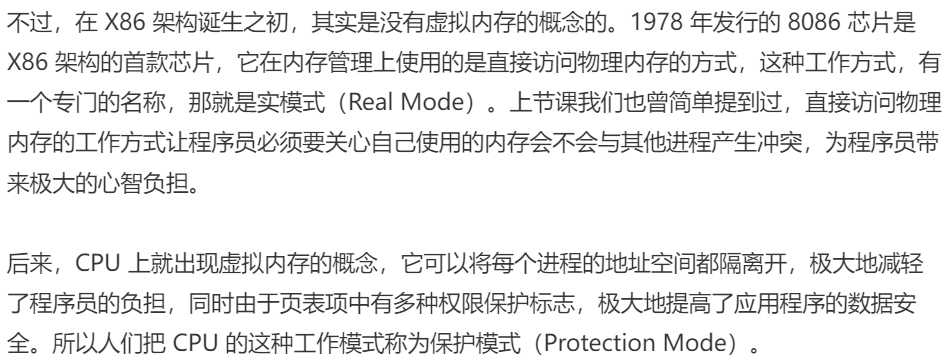 不过，在 X86 架构诞生之初，其实是没有虚拟内存的概念的。1978 年发行的 8086 芯片是
X86 架构的首款芯片，它在内存管理上使用的是直接访问物理内存的方式，这种工作方式，有
一个专门的名称，那就是实模式（Real Mode）。上节课我们也曾简单提到过，直接访问物理
内存的工作方式让程序员必须要关心自己使用的内存会不会与其他进程产生冲突，为程序员带
来极大的心智负担。
后来，CPU 上就出现虚拟内存的概念，它可以将每个进程的地址空间都隔离开，极大地减轻
了程序员的负担，同时由于页表项中有多种权限保护标志，极大地提高了应用程序的数据安
全。所以人们把 CPU 的这种工作模式称为保护模式（Protection Mode）。